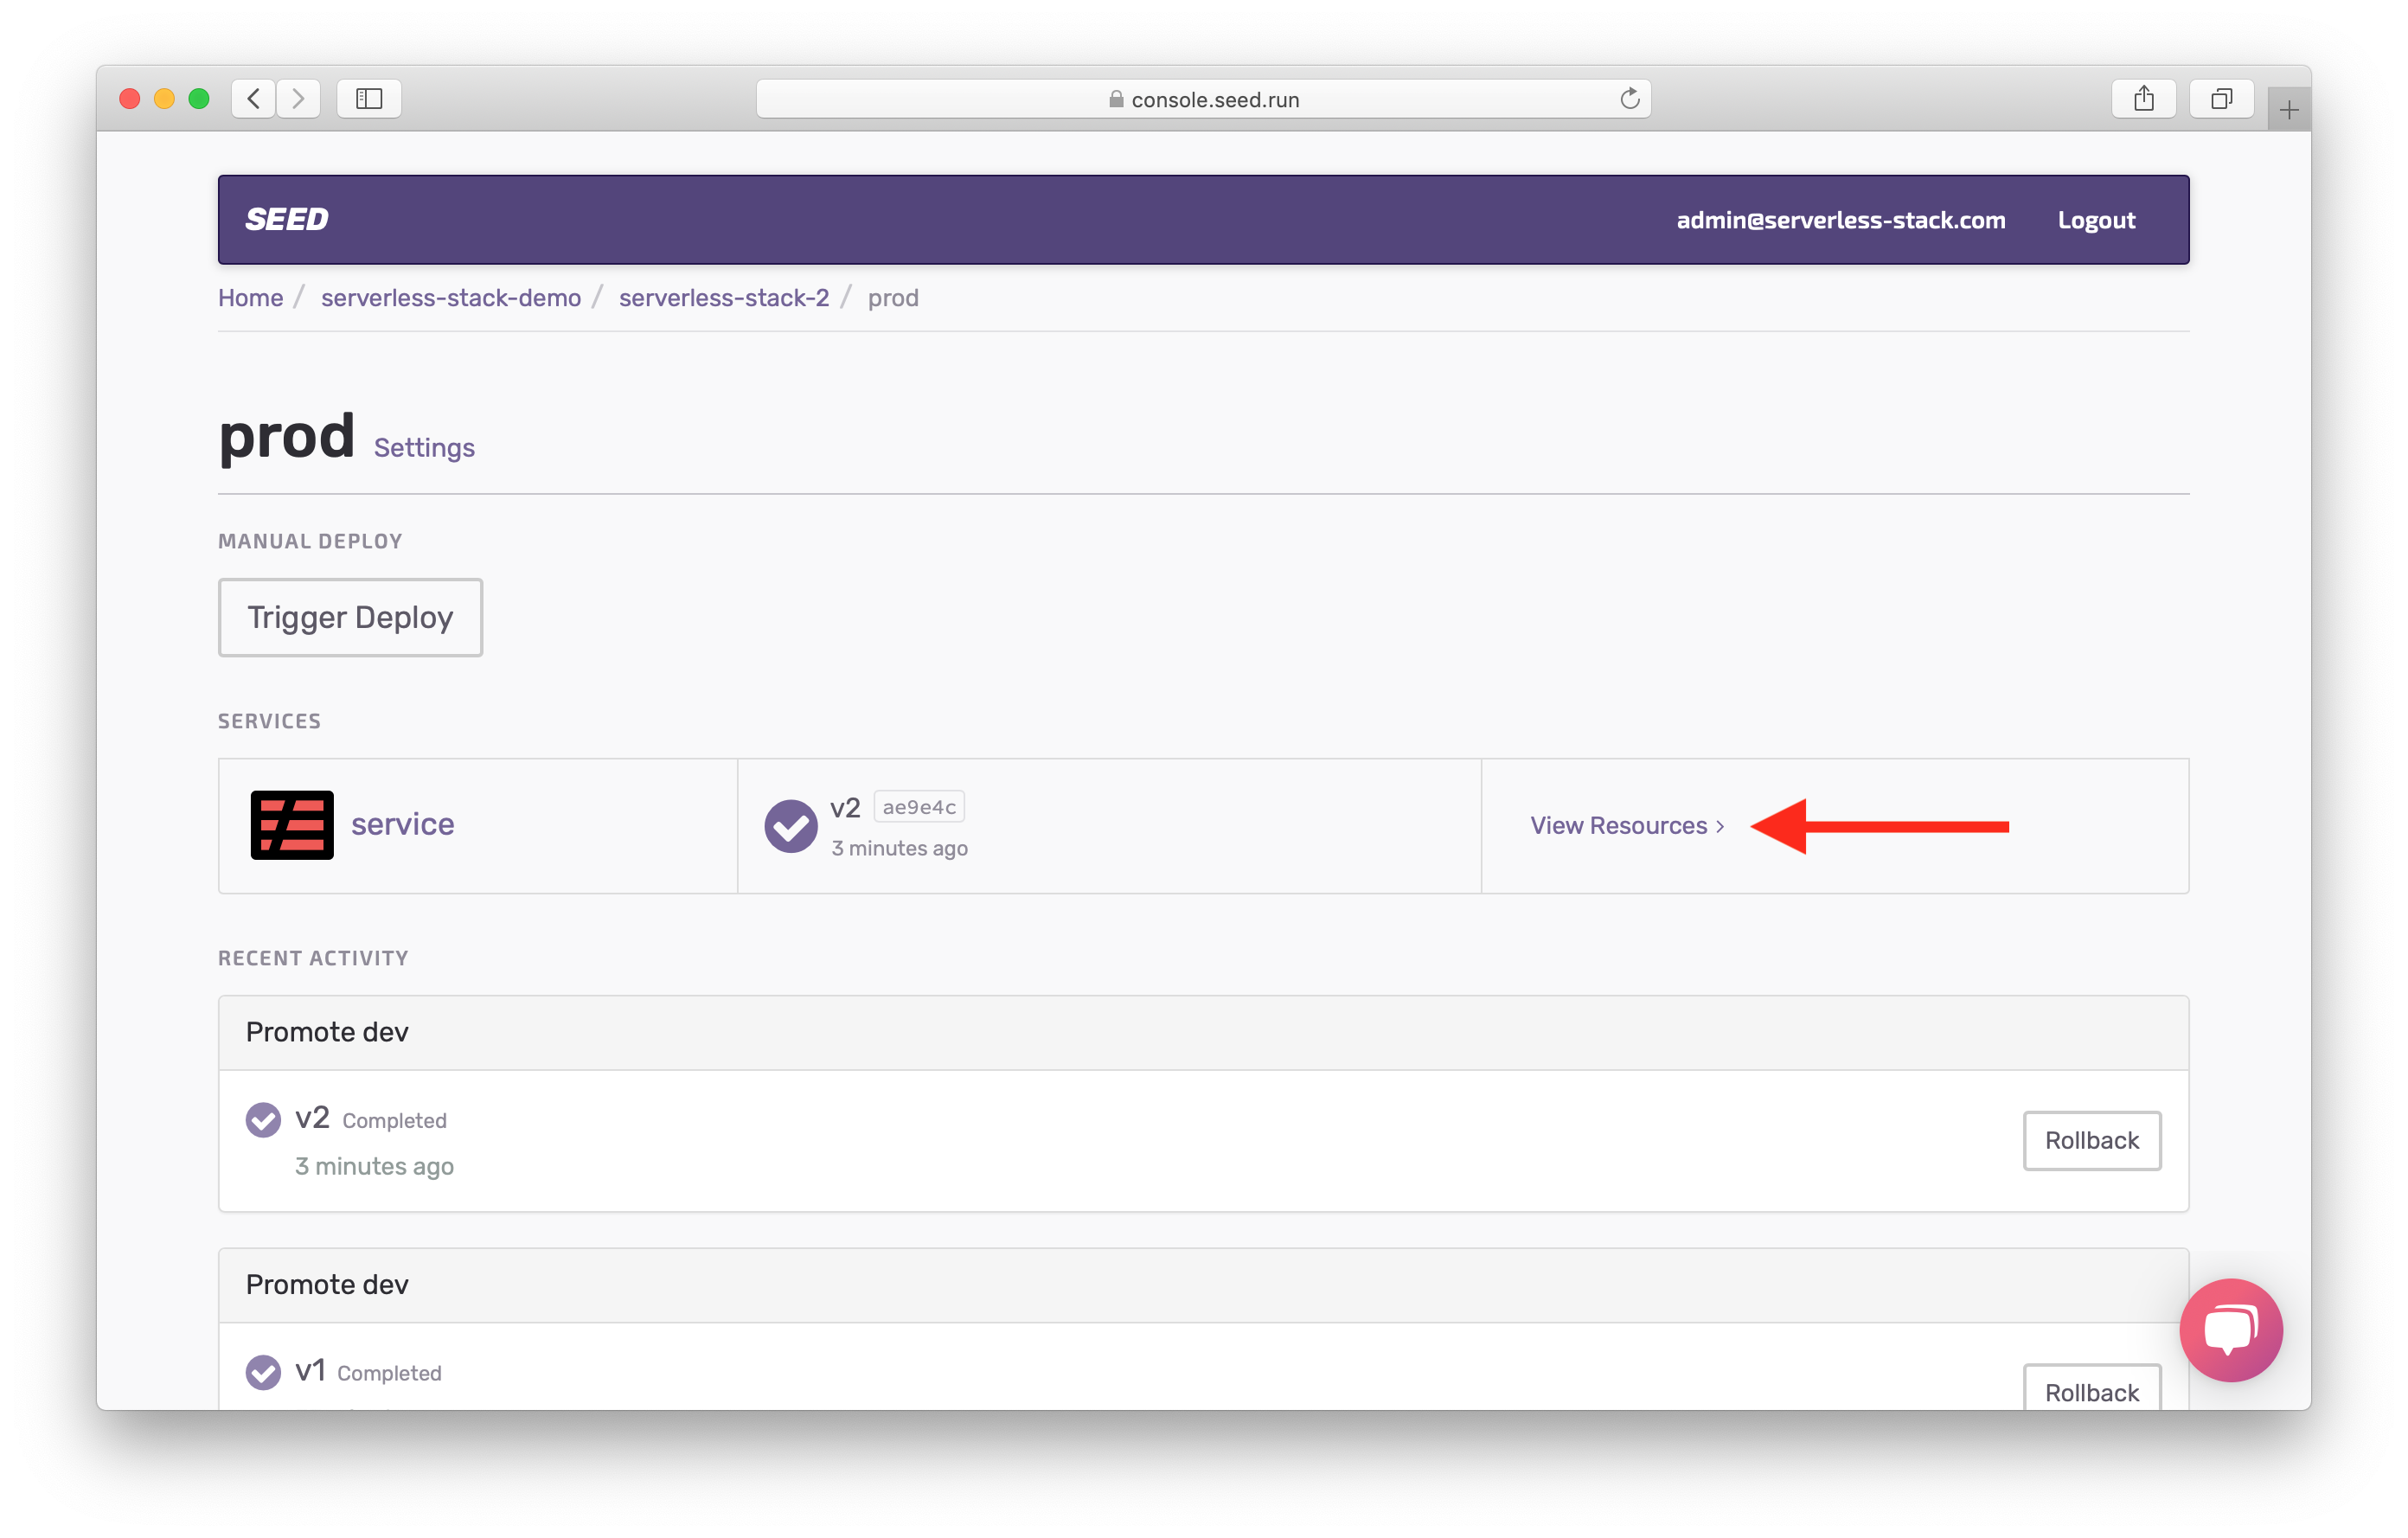 console.seed.run
SEED
admin@serverless-stack.com Logout
Home / serverless-stack-demo / serverless-stack-2 / prod
prod Settings
MANUAL DEPLOY
Trigger Deploy
SERVICES
service
v2 ae9e4c
3 minutes ago
View Resources ›
RECENT ACTIVITY
Promote dev
v2 Completed
3 minutes ago
Rollback
Promote dev
v1 Completed
Rollback